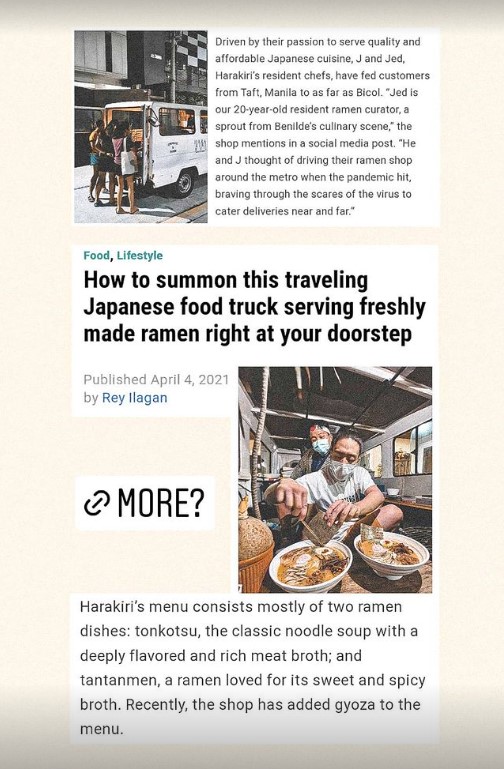 Driven by their passion to serve quality and
affordable Japanese cuisine, J and Jed,
Harakiri's resident chefs, have fed customers
from Taft, Manila to as far as Bicol. “Jed is
our 20-year-old resident ramen curator, a
sprout from Benilde's culinary scene,” the
shop mentions in a social media post. “He
and J thought of driving their ramen shop
around the metro when the pandemic hit,
braving through the scares of the virus to
cater deliveries near and far.”
Food, Lifestyle
How to summon this traveling
Japanese food truck serving freshly
made ramen right at your doorstep
Published April 4, 2021
by Rey Ilagan
MORE?
Harakiri's menu consists mostly of two ramen
dishes: tonkotsu, the classic noodle soup with a
deeply flavored and rich meat broth; and
tantanmen, a ramen loved for its sweet and spicy
broth. Recently, the shop has added gyoza to the
menu.